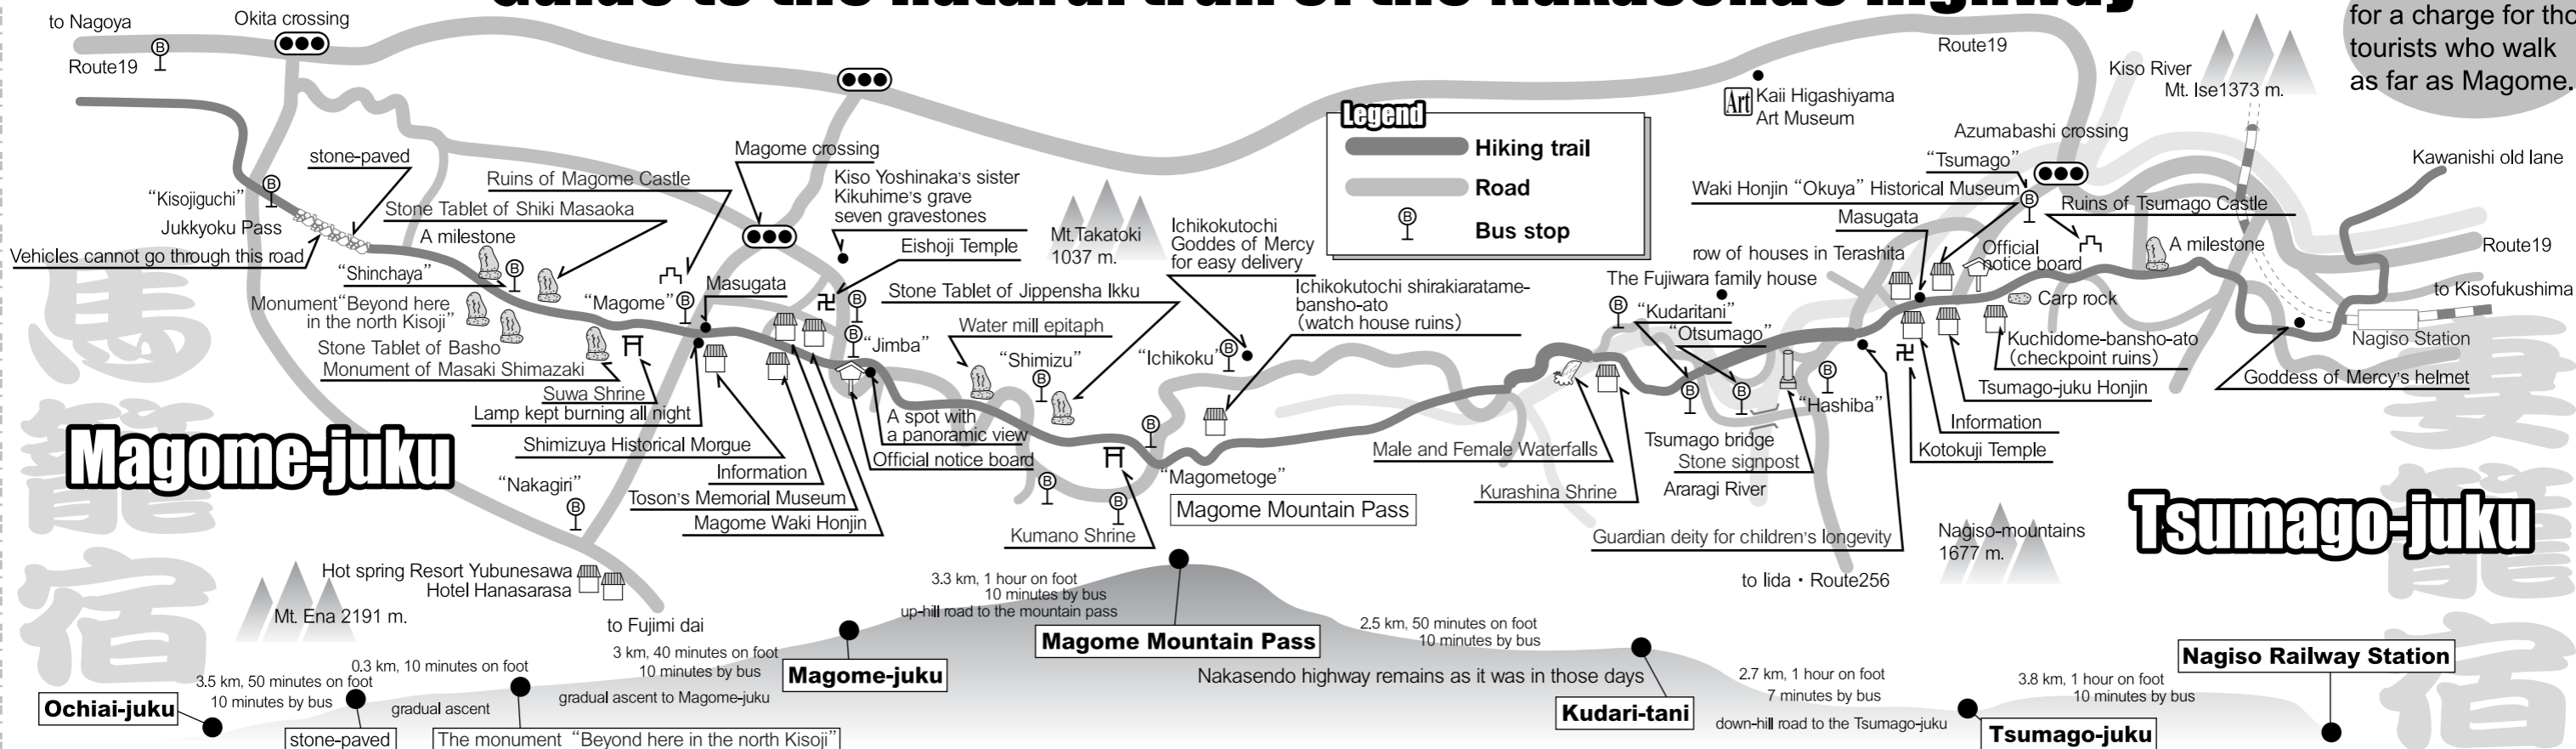 Guide to the natural trail of the Nakasendo highway
for a charge for those
tourists who walk
as far as Magome.
to Nagoya
Okita crossing
Route19
Route19
Kiso River
Mt. Ise1373 m.
Art
Kaii Higashiyama
Art Museum
Legend
Hiking trail
Road
B
Bus stop
Azumabashi crossing
“Tsumago”
Kawanishi old lane
stone-paved
Magome crossing
Ruins of Magome Castle
Kiso Yoshinaka’s sister
Kikuhime’s grave
seven gravestones
“Kisojiguchi”
Jukkyoku Pass
Stone Tablet of Shiki Masaoka
A milestone
Vehicles cannot go through this road
“Shinchaya”
Eishoji Temple
Mt.Takatoki
1037 m.
Ichikokutochi
Goddes of Mercy
for easy delivery
Waki Honjin “Okuya” Historical Museum
Masugata
Ruins of Tsumago Castle
row of houses in Terashita
Official
notice board
A milestone
Route19
The Fujiwara family house
to Kisofukushima
Monument“Beyond here
in the north Kisoji”
“Magome”
Masugata
Stone Tablet of Jippensha Ikku
Ichikokutochi shirakiaratame-
bansho-ato
(watch house ruins)
“Kudaritani”
“Otsumago”
Carp rock
Water mill epitaph
“Jimba”
“Shimizu”
“Ichikoku”
Kuchidome-bansho-ato
(checkpoint ruins)
Nagiso Station
Stone Tablet of Basho
Monument of Masaki Shimazaki
Suwa Shrine
Lamp kept burning all night
Goddess of Mercy’s helmet
Tsumago-juku Honjin
“Hashiba”
A spot with
a panoramic view
Official notice board
Information
Kotokuji Temple
Shimizuya Historical Morgue
Information
Toson’s Memorial Museum
Magome Waki Honjin
“Nakagiri”
Male and Female Waterfalls
Tsumago bridge
Stone signpost
Araragi River
“Magometoge”
Kurashina Shrine
Magome Mountain Pass
Kumano Shrine
Guardian deity for children’s longevity
Nagiso-mountains
1677 m.
馬籠宿
Magome-juku
妻籠宿
Tsumago-juku
Hot spring Resort Yubunesawa
Hotel Hanasarasa
Mt. Ena 2191 m.
to Fujimi dai
to Iida・Route256
3.3 km, 1 hour on foot
10 minutes by bus
up-hill road to the mountain pass
Magome Mountain Pass
2.5 km, 50 minutes on foot
10 minutes by bus
Nakasendo highway remains as it was in those days
3 km, 40 minutes on foot
10 minutes by bus
gradual ascent to Magome-juku
Magome-juku
0.3 km, 10 minutes on foot
gradual ascent
3.5 km, 50 minutes on foot
10 minutes by bus
Ochiai-juku
stone-paved
The monument “Beyond here in the north Kisoji”
Kudari-tani
2.7 km, 1 hour on foot
7 minutes by bus
down-hill road to the Tsumago-juku
Tsumago-juku
3.8 km, 1 hour on foot
10 minutes by bus
Nagiso Railway Station